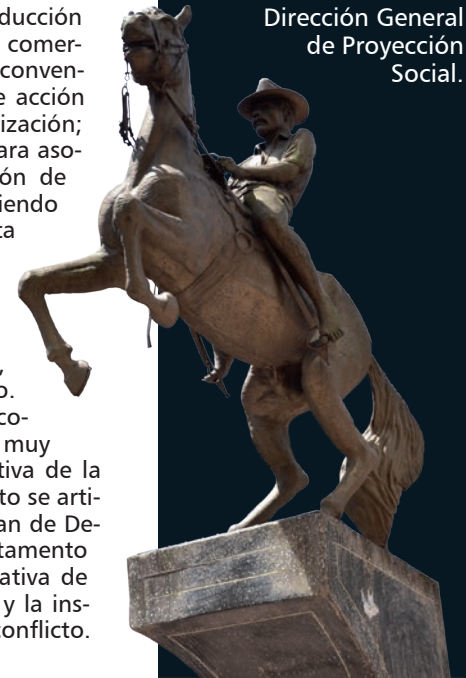 ducción
comer-
conven-
e acción
ización;
ara aso-
ón de
iendo
ta
,
o.
co-
muy
tiva de la
to se arti-
an de De-
tamento
ativa de
y la ins-
conflicto.
Dirección General
de Proyección
Social.